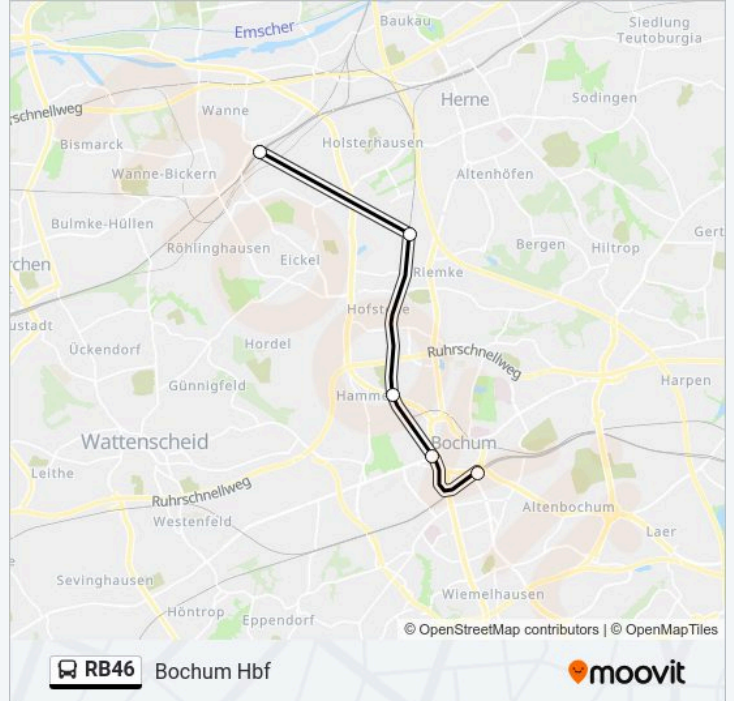 Baukau
Siedlung
Teutoburgia
Emscher
Herne
Sodingen
rschnellweg
Wanne
Bismarck
Holsterhausen
Wanne-Bickern
Altenhöfen
Bulmke-Hüllen
Gert
Röhlinghausen
Bergen
Hiltrop
Eickel
rchen
Riemke
Hofste
ustadt
Ückendorf
Hordel
Ruhrschnellweg
Günnigfeld
Harpen
Hamme
Wattenscheid
Bochum
Leithe
Ruhrschnellweg
Altenbochum
Westenfeld
Laer
e
Sevinghausen
Wiemelhausen
Höntrop
Eppendorf
© OpenStreetMap contributors | © OpenMapTiles
RB46 Bochum Hbf
moovit